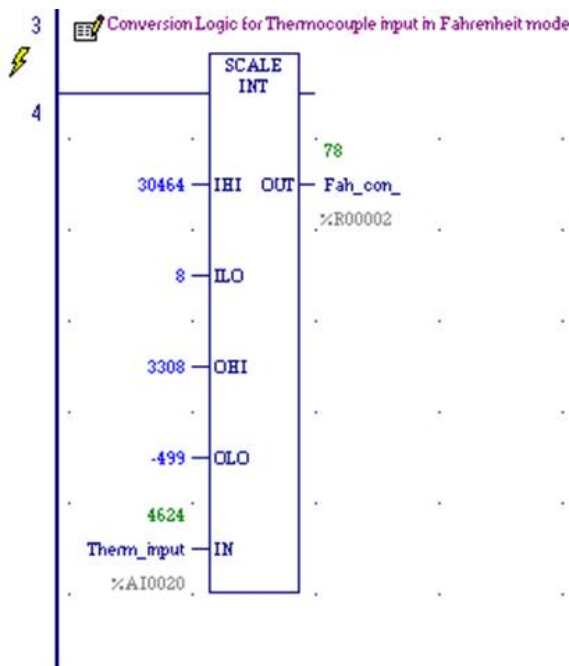 3 Conversion Logic for Thermocouple input in Fahrenheit mode
SCALE
INT
4
78
30464 IHI OUT Fah_con_
%R00002
8 ILO
3308 OHI
-499 OLO
4624
Therm_input IN
%AI0020